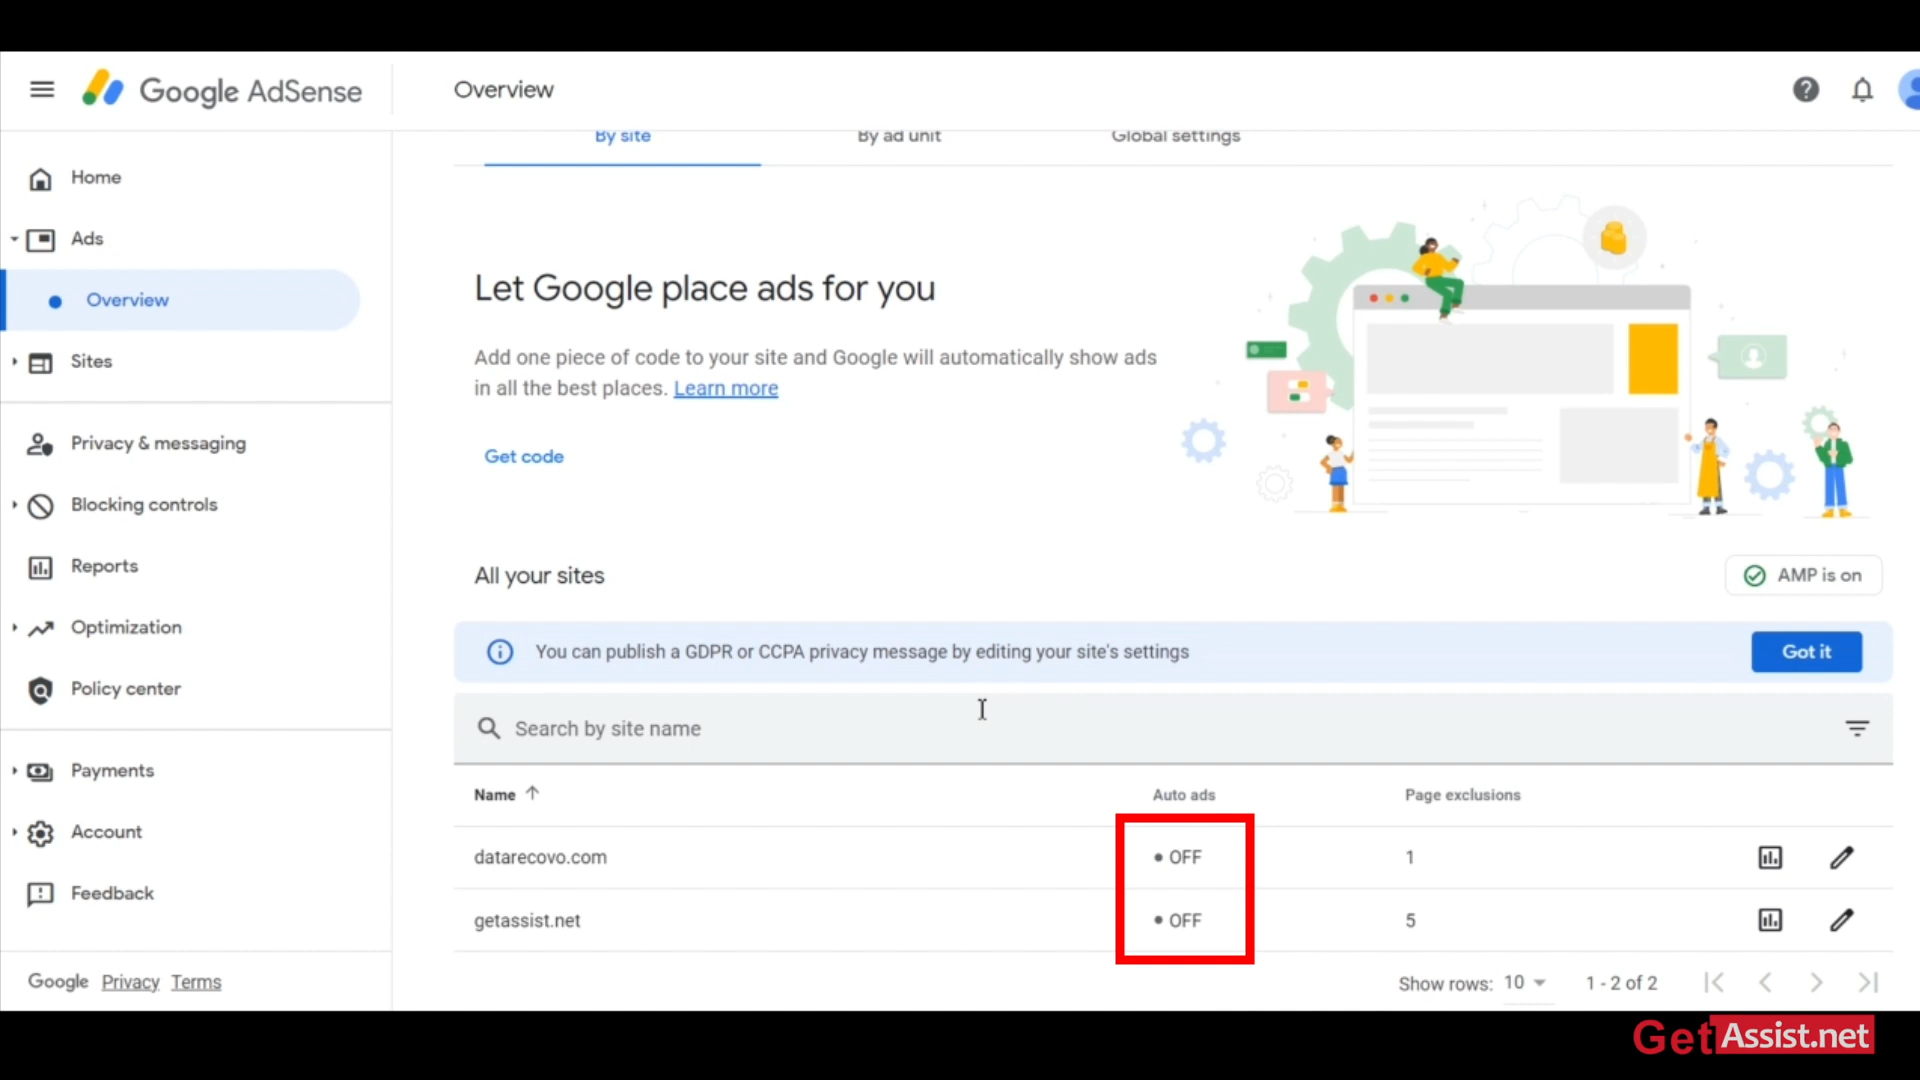 Google AdSense
Overview
By site
By ad unit
Global settings
Home
Ads
Overview
Sites
Privacy & messaging
Blocking controls
Reports
Optimization
Policy center
Payments
Account
Feedback
Google Privacy Terms
Let Google place ads for you
Add one piece of code to your site and Google will automatically show ads
in all the best places. Learn more
Get code
All your sites
AMP is on
You can publish a GDPR or CCPA privacy message by editing your site's settings
Got it
Search by site name
Name Auto ads Page exclusions
datarecovo.com OFF 1
getassist.net OFF 5
Show rows: 10 1 - 2 of 2
GetAssist.net